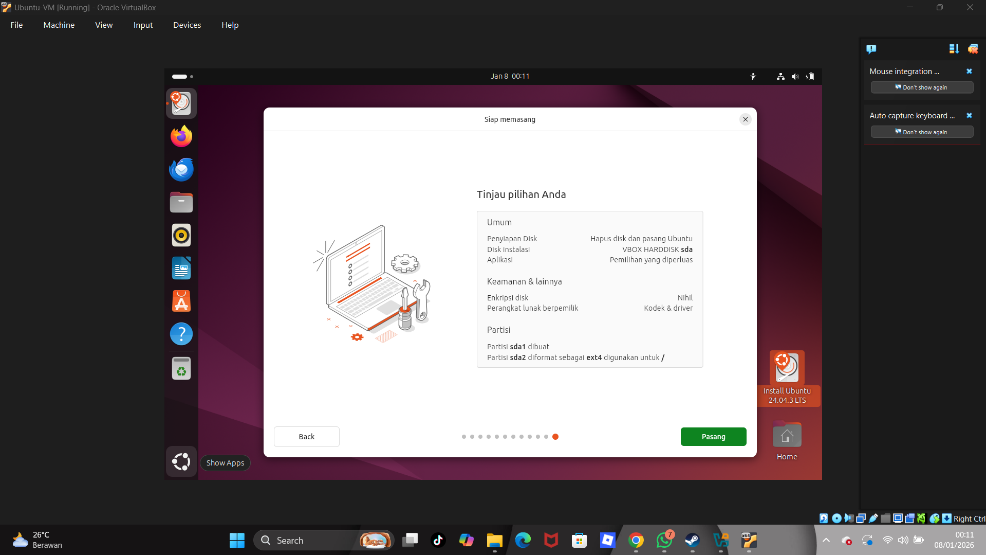 Ubuntu-VM [Running] - Oracle VirtualBox
File Machine View Input Devices Help
Jan 8 00:11
Mouse integration ...
Don't show again
Auto capture keyboard ...
Don't show again
Siap memasang
Tinjau pilihan Anda
Umum
Penyiapan Disk Hapus disk dan pasang Ubuntu
Disk Instalasi VBOX HARDDISK sda
Aplikasi Pemilihan yang diperluas
Keamanan & lainnya
Enkripsi disk Nihil
Perangkat lunak berpemilik Kodek & driver
Partisi
Partisi sda1 dibuat
Partisi sda2 diformat sebagai ext4 digunakan untuk /
Install Ubuntu
24.04.3 LTS
Home
Back
Pasang
Show Apps
Right Ctrl
26°C
Berawan
Search
7
00:11
08/01/2026